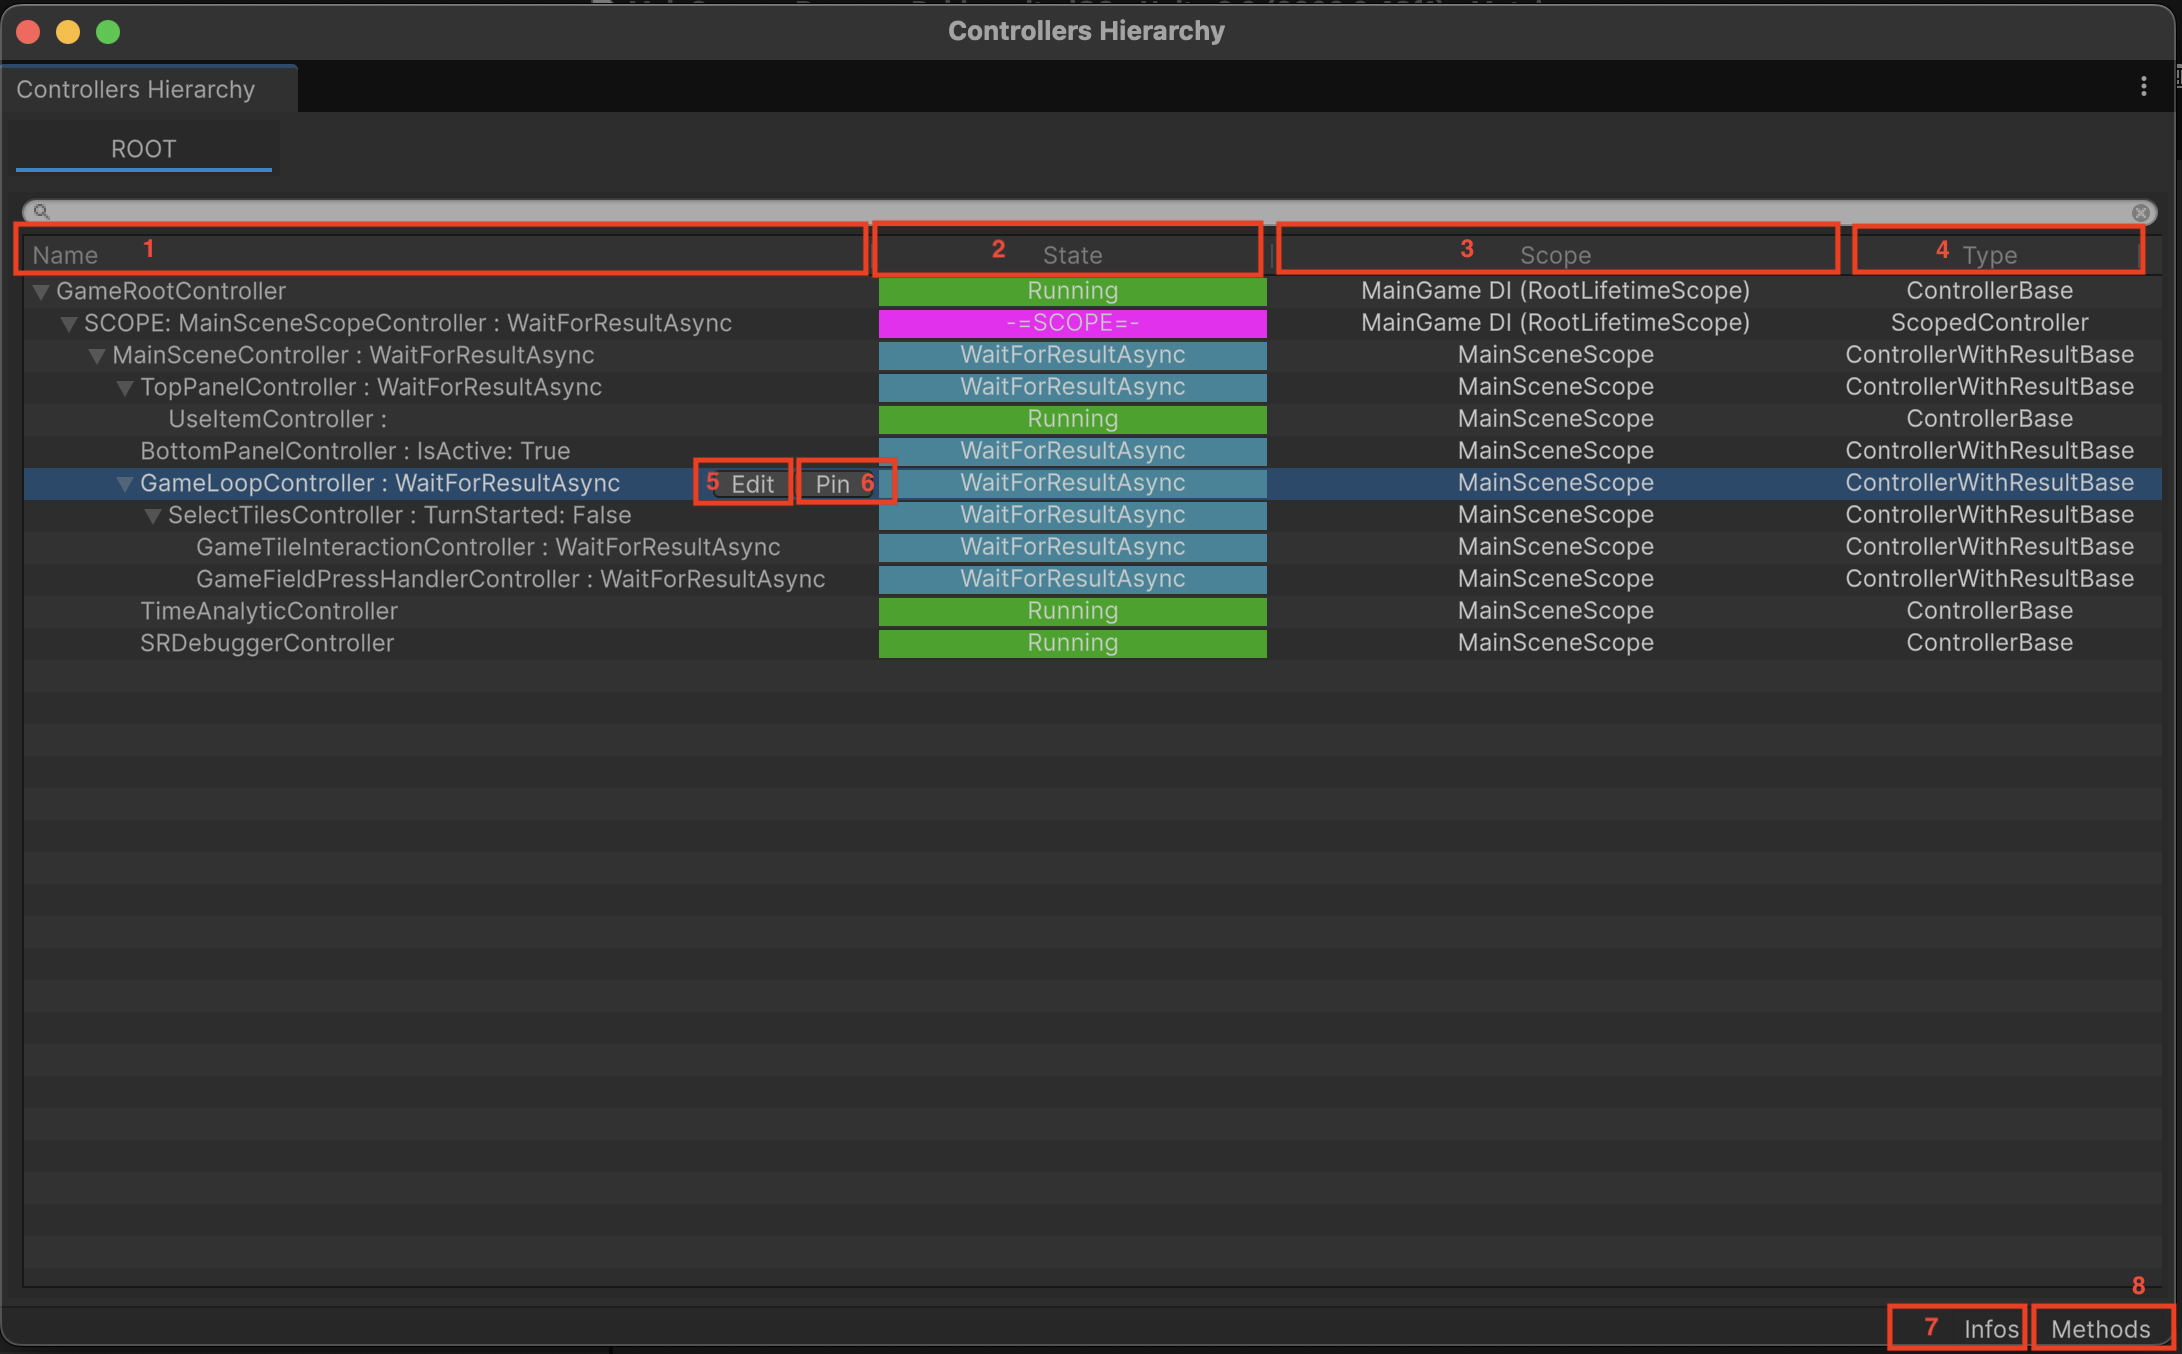 Controllers Hierarchy
Controllers Hierarchy
ROOT
Name 1 2 State 3 Scope 4 Type
GameRootController Running MainGame DI (RootLifetimeScope) ControllerBase
SCOPE: MainSceneScopeController : WaitForResultAsync -=SCOPE=- MainGame DI (RootLifetimeScope) ScopedController
MainSceneController : WaitForResultAsync WaitForResultAsync MainSceneScope ControllerWithResultBase
TopPanelController : WaitForResultAsync WaitForResultAsync MainSceneScope ControllerWithResultBase
UseItemController : Running MainSceneScope ControllerBase
BottomPanelController : IsActive: True WaitForResultAsync MainSceneScope ControllerWithResultBase
GameLoopController : WaitForResultAsync 5 Edit Pin 6 WaitForResultAsync MainSceneScope ControllerWithResultBase
SelectTilesController : TurnStarted: False WaitForResultAsync MainSceneScope ControllerWithResultBase
GameTileInteractionController : WaitForResultAsync WaitForResultAsync MainSceneScope ControllerWithResultBase
GameFieldPressHandlerController : WaitForResultAsync WaitForResultAsync MainSceneScope ControllerWithResultBase
TimeAnalyticController Running MainSceneScope ControllerBase
SRDebuggerController Running MainSceneScope ControllerBase
8
7 Infos Methods